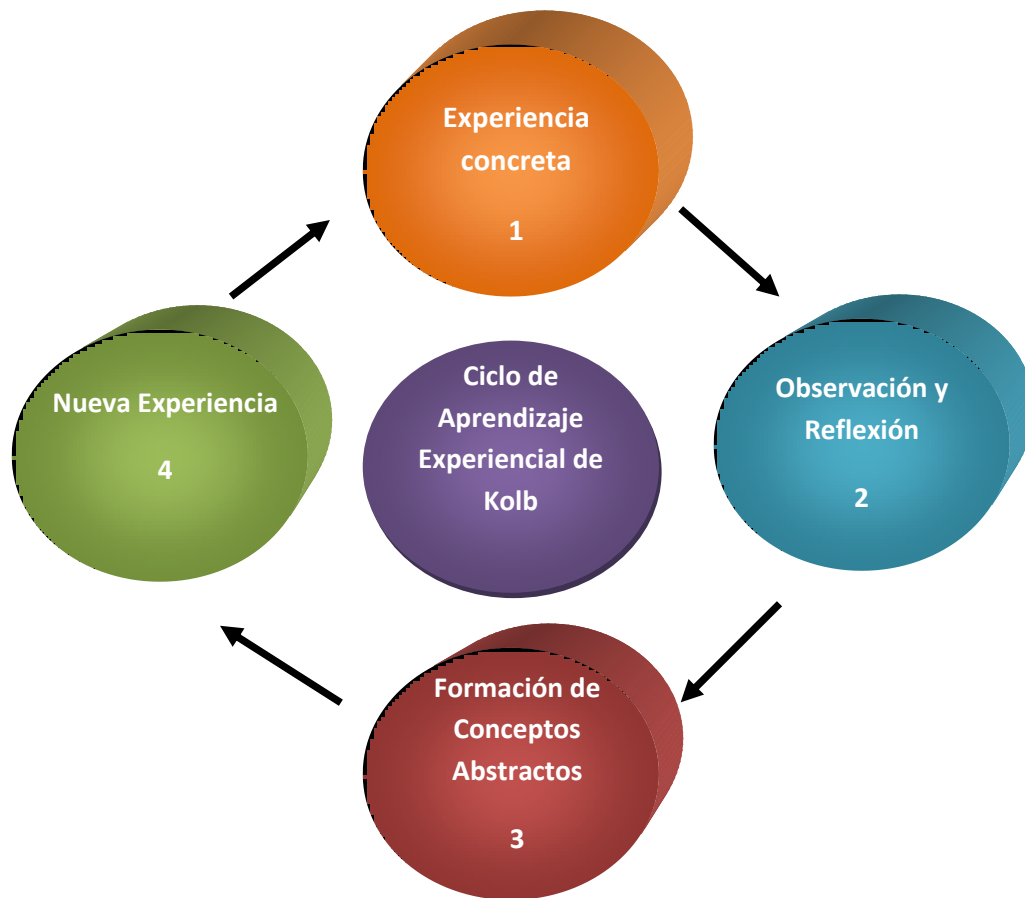 Experiencia
concreta
1
Observación y
Reflexión
2
Formación de
Conceptos
Abstractos
3
Nueva Experiencia
4
Ciclo de
Aprendizaje
Experiencial de
Kolb